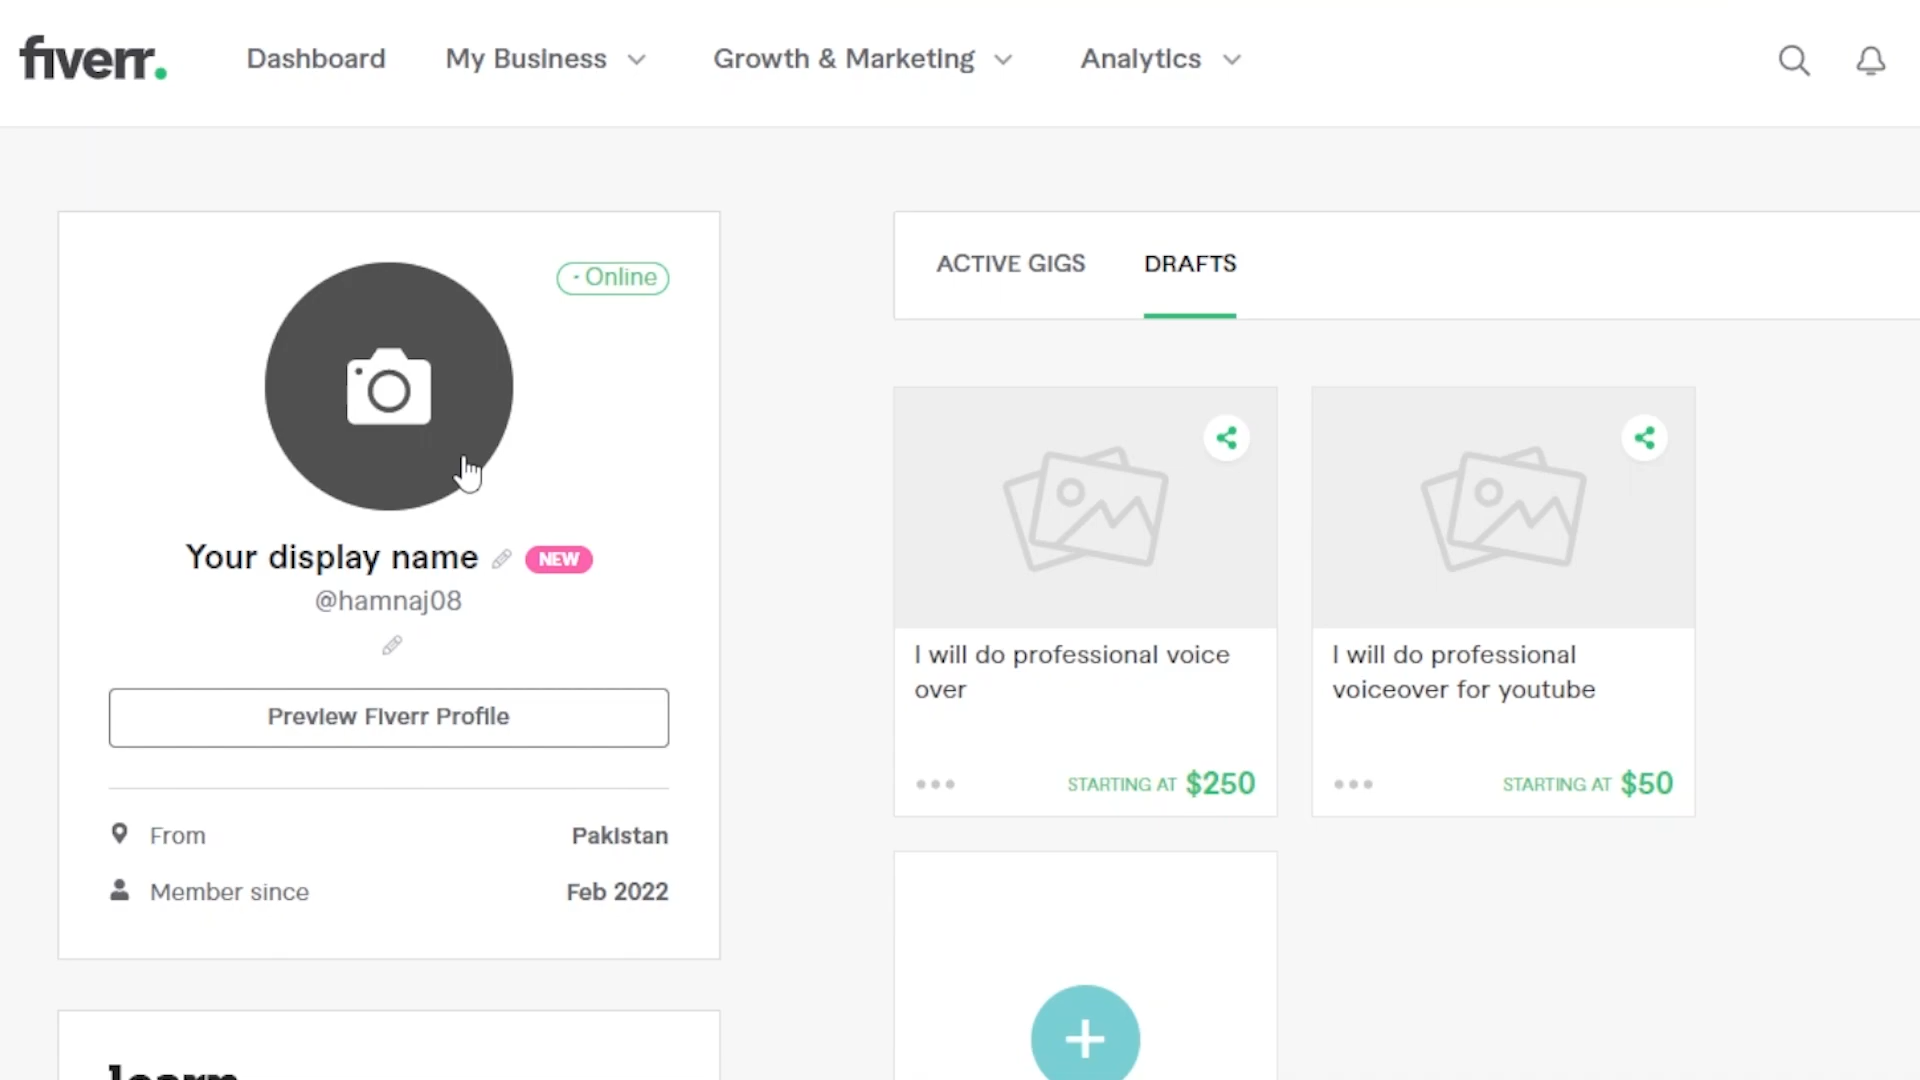 fiverr.
Dashboard
My Business
Growth & Marketing
Analytics
Online
Your display name
NEW
@hamnaj08
Preview Fiverr Profile
From
Pakistan
Member since
Feb 2022
learn
ACTIVE GIGS
DRAFTS
I will do professional voice
over
STARTING AT $250
I will do professional
voiceover for youtube
STARTING AT $50